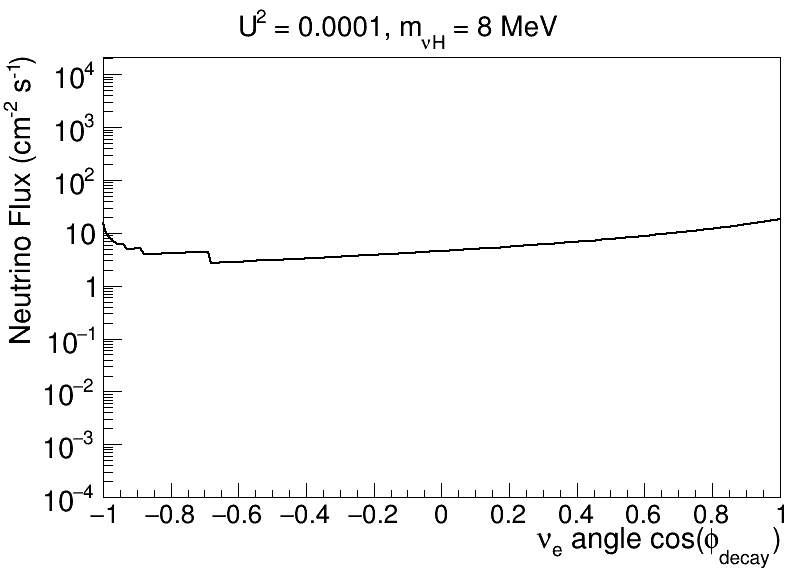 U² = 0.0001, m_νH = 8 MeV
Neutrino Flux (cm⁻² s⁻¹)
10⁴
10³
10²
10
1
10⁻¹
10⁻²
10⁻³
10⁻⁴
−1 −0.8 −0.6 −0.4 −0.2 0 0.2 0.4 0.6 0.8 1
ν_e angle cos(ϕ_decay)